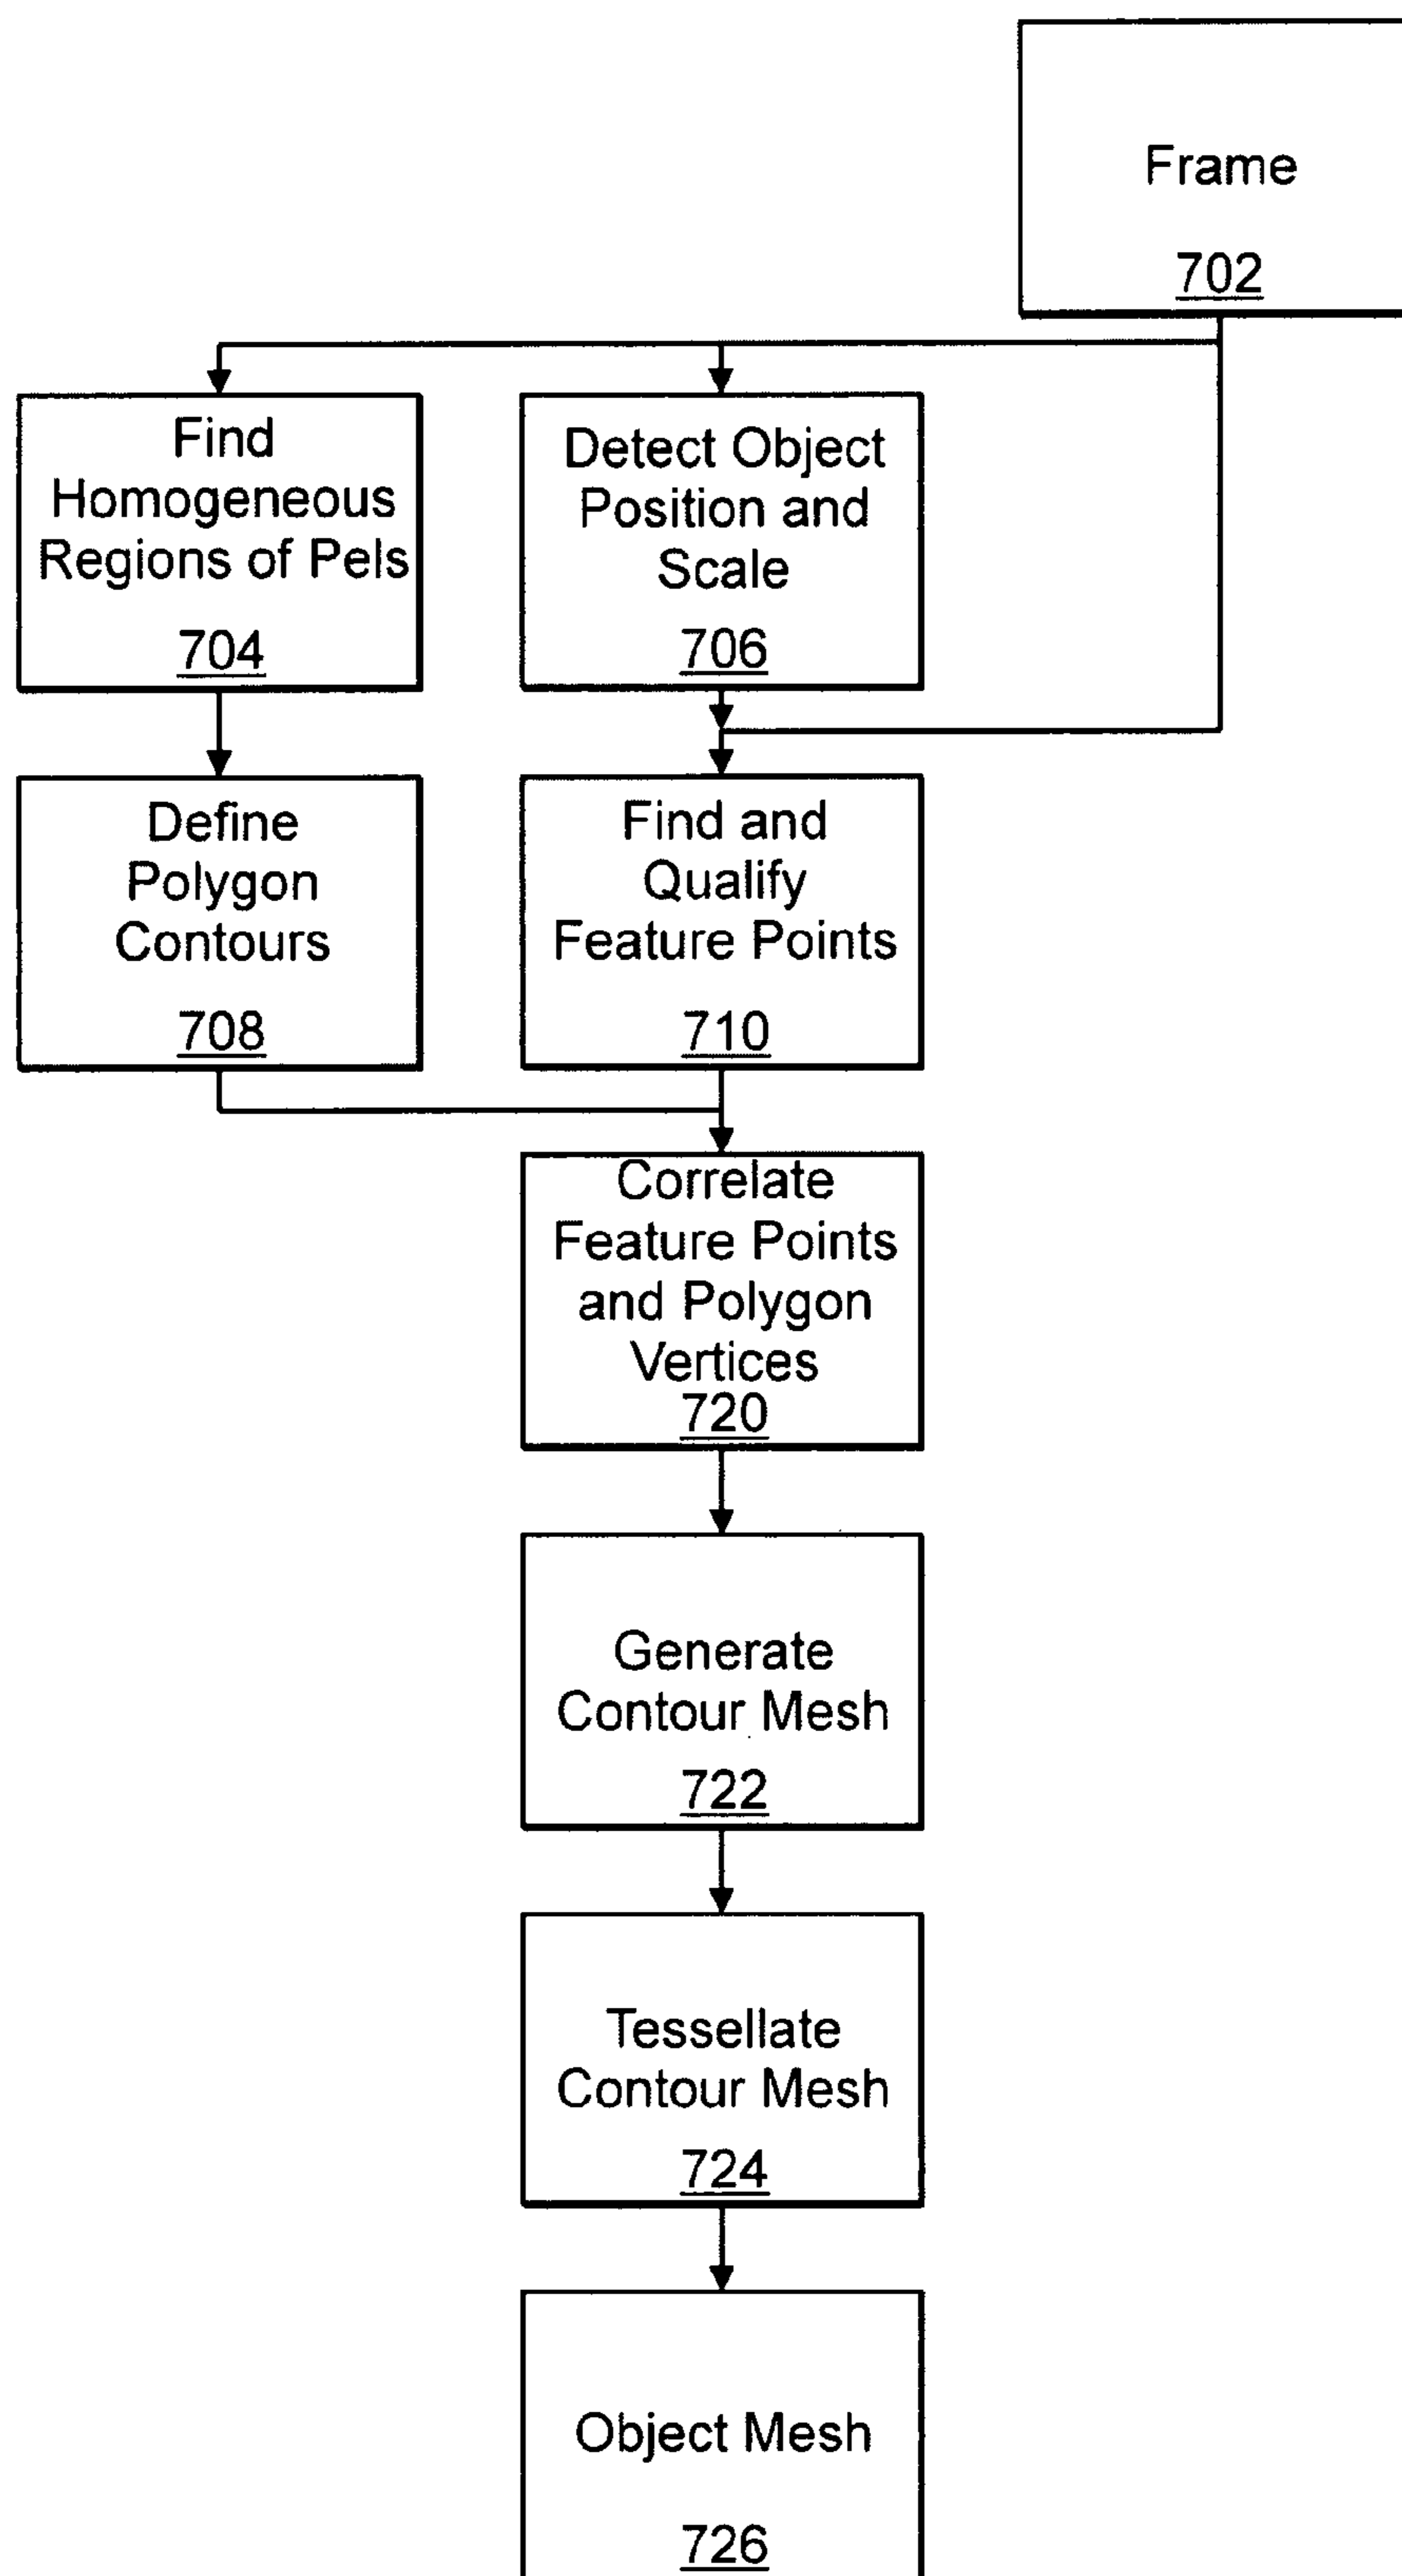 Frame
702
Find
Homogeneous
Regions of Pels
704
Detect Object
Position and
Scale
706
Define
Polygon
Contours
708
Find and
Qualify
Feature Points
710
Correlate
Feature Points
and Polygon
Vertices
720
Generate
Contour Mesh
722
Tessellate
Contour Mesh
724
Object Mesh
726